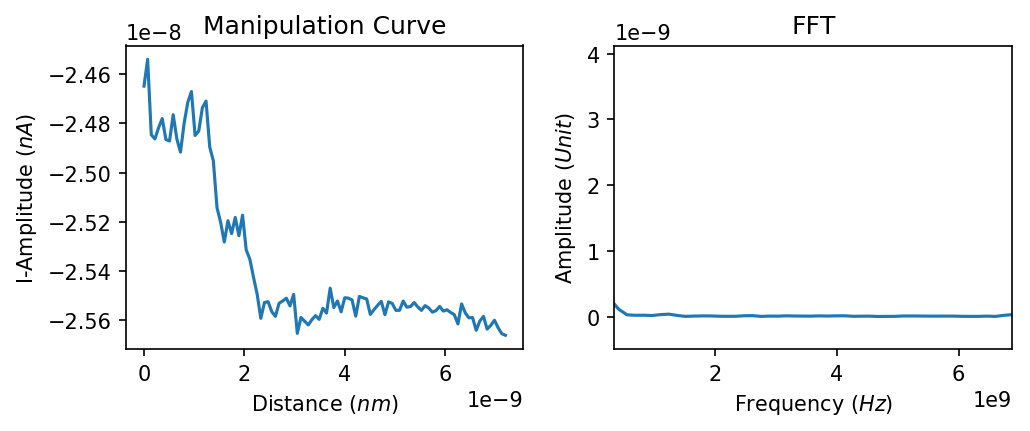 Manipulation Curve
1e−8
−2.46
−2.48
−2.50
−2.52
−2.54
−2.56
I-Amplitude (nA)
0 2 4 6
1e−9
Distance (nm)
FFT
1e−9
4
3
2
1
0
Amplitude (Unit)
2 4 6
1e9
Frequency (Hz)